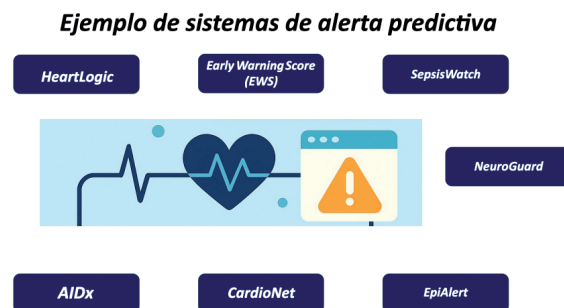 Ejemplo de sistemas de alerta predictiva
HeartLogic
Early Warning Score
(EWS)
SepsisWatch
NeuroGuard
AIDx
CardioNet
EpiAlert